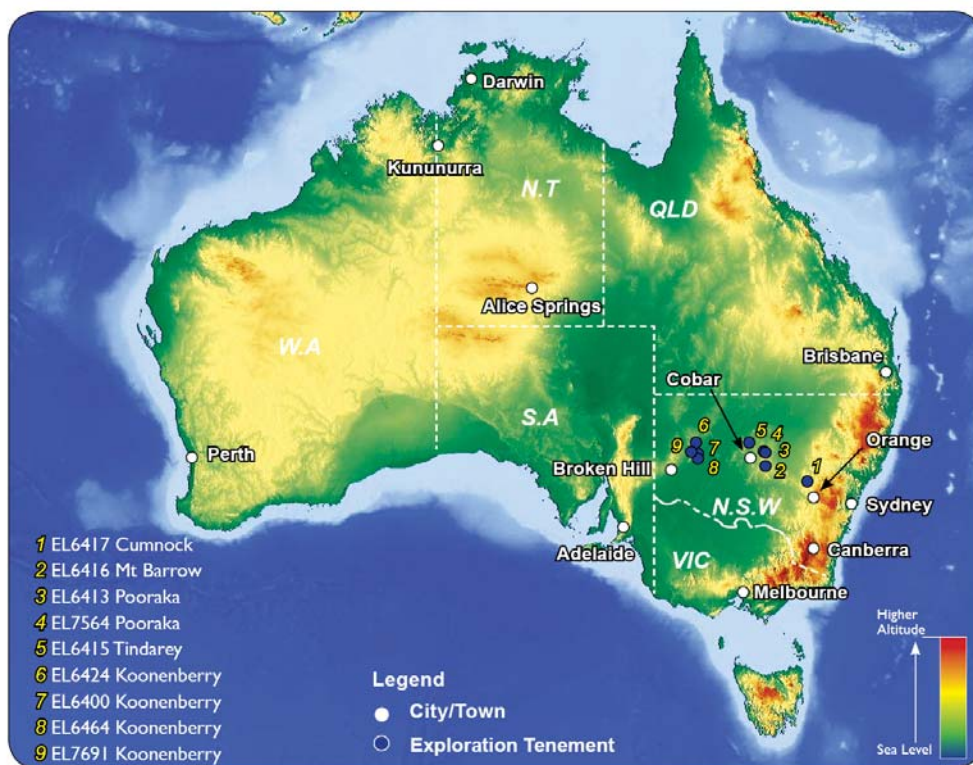 Darwin
Kununurra
N.T
QLD
Alice Springs
W.A
Brisbane
Cobar
S.A
6
5
4
Orange
9
7
3
Perth
Broken Hill
8
2
1
N.S.W
Sydney
1 EL6417 Cumnock
Adelaide
VIC
Canberra
2 EL6416 Mt Barrow
Melbourne
3 EL6413 Pooraka
4 EL7564 Pooraka
5 EL6415 Tindarey
6 EL6424 Koonenberry
7 EL6400 Koonenberry
8 EL6464 Koonenberry
9 EL7691 Koonenberry
Legend
City/Town
Exploration Tenement
Higher
Altitude
Sea Level